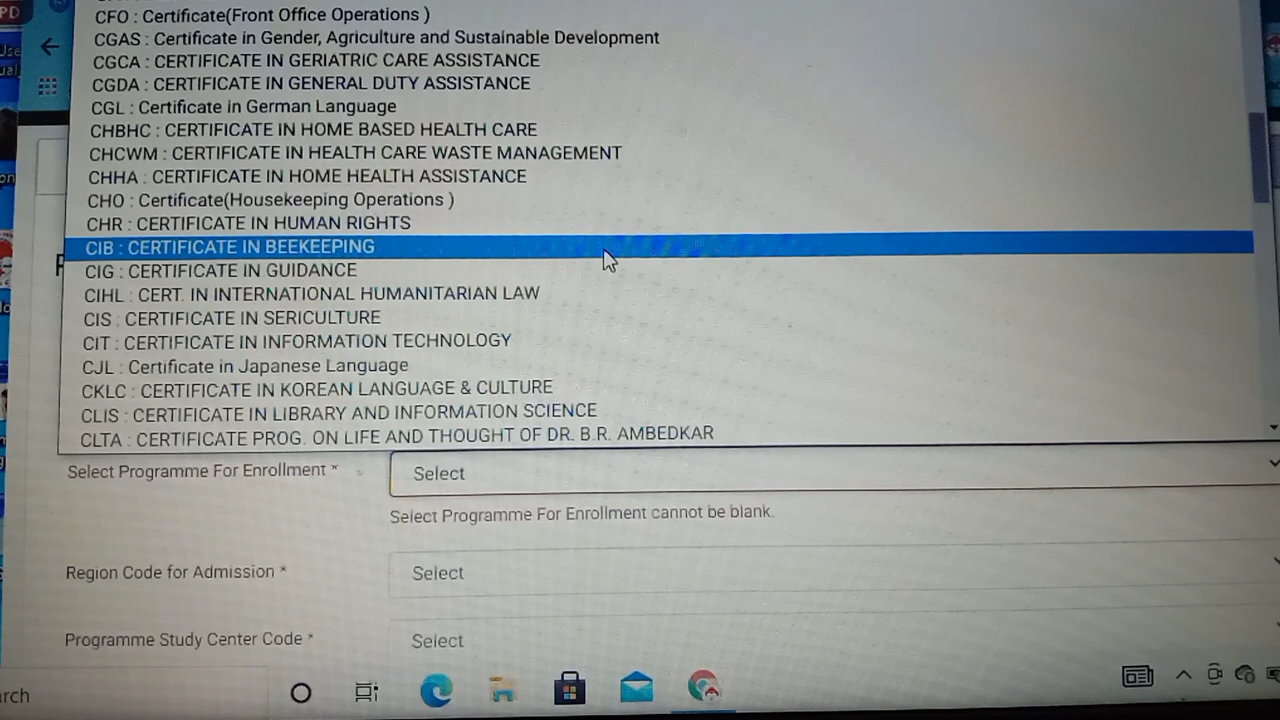 PD
CFO : Certificate(Front Office Operations )
CGAS : Certificate in Gender, Agriculture and Sustainable Development
CGCA : CERTIFICATE IN GERIATRIC CARE ASSISTANCE
CGDA : CERTIFICATE IN GENERAL DUTY ASSISTANCE
CGL : Certificate in German Language
CHBHC : CERTIFICATE IN HOME BASED HEALTH CARE
CHCWM : CERTIFICATE IN HEALTH CARE WASTE MANAGEMENT
CHHA : CERTIFICATE IN HOME HEALTH ASSISTANCE
CHO : Certificate(Housekeeping Operations )
CHR : CERTIFICATE IN HUMAN RIGHTS
CIB : CERTIFICATE IN BEEKEEPING
CIG : CERTIFICATE IN GUIDANCE
CIHL : CERT. IN INTERNATIONAL HUMANITARIAN LAW
CIS : CERTIFICATE IN SERICULTURE
CIT : CERTIFICATE IN INFORMATION TECHNOLOGY
CJL : Certificate in Japanese Language
CKLC : CERTIFICATE IN KOREAN LANGUAGE & CULTURE
CLIS : CERTIFICATE IN LIBRARY AND INFORMATION SCIENCE
CLTA : CERTIFICATE PROG. ON LIFE AND THOUGHT OF DR. B.R. AMBEDKAR
Select Programme For Enrollment * Select
Select Programme For Enrollment cannot be blank.
Region Code for Admission * Select
Programme Study Center Code * Select
rch